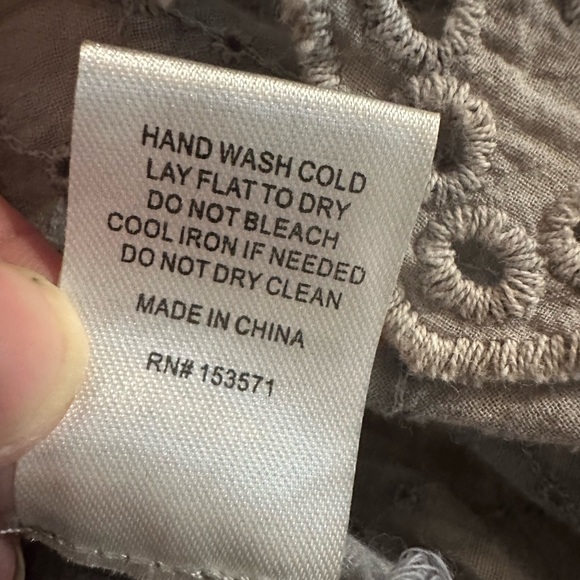 HAND WASH COLD
LAY FLAT TO DRY
DO NOT BLEACH
COOL IRON IF NEEDED
DO NOT DRY CLEAN
MADE IN CHINA
RN# 153571